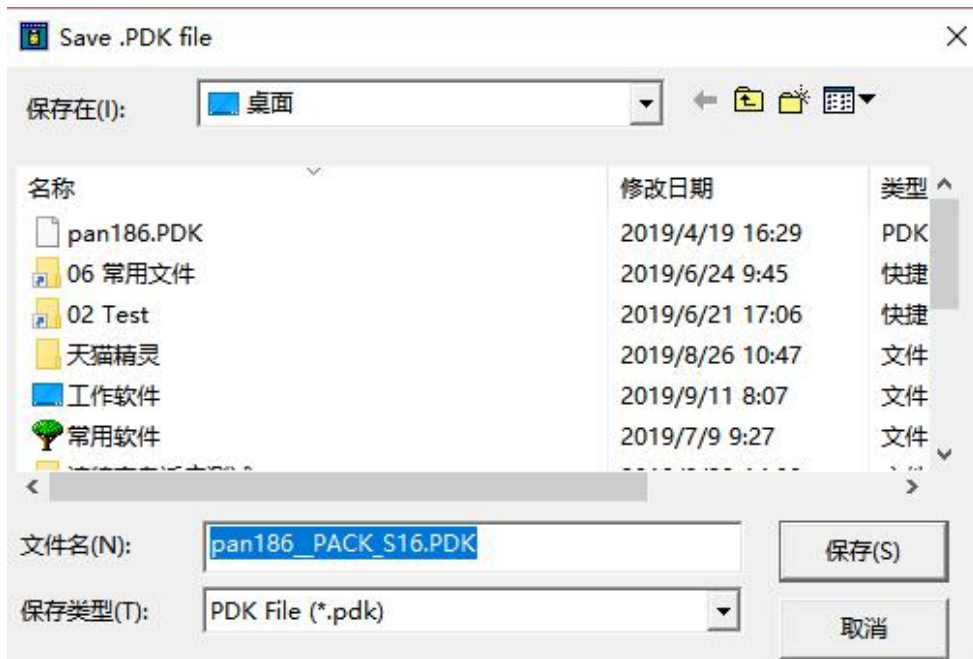 Save .PDK file
保存在(I): 桌面
名称 修改日期 类型
pan186.PDK 2019/4/19 16:29 PDK
06 常用文件 2019/6/24 9:45 快捷
02 Test 2019/6/21 17:06 快捷
天猫精灵 2019/8/26 10:47 文件
工作软件 2019/9/11 8:07 文件
常用软件 2019/7/9 9:27 文件
文件名(N): pan186__PACK_S16.PDK 保存(S)
保存类型(T): PDK File (*.pdk) 取消